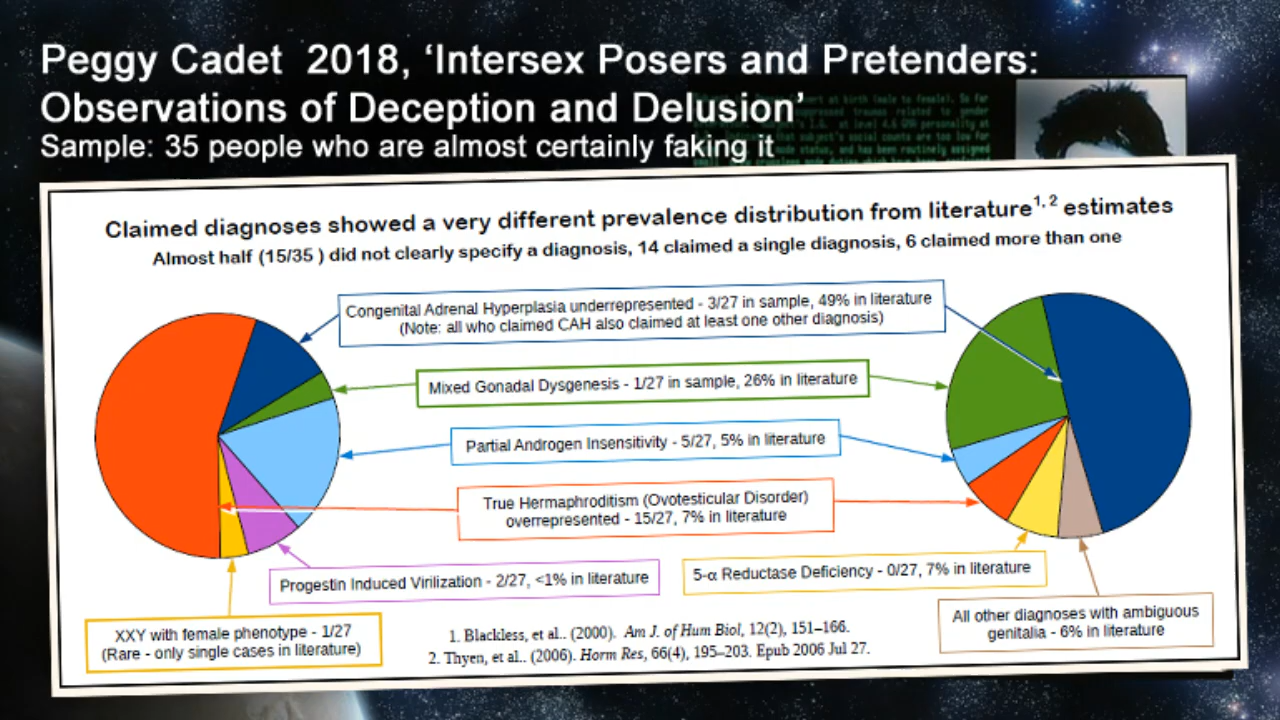 Peggy Cadet 2018, ‘Intersex Posers and Pretenders:
Observations of Deception and Delusion’
Sample: 35 people who are almost certainly faking it
Claimed diagnoses showed a very different prevalence distribution from literature1, 2 estimates
Almost half (15/35 ) did not clearly specify a diagnosis, 14 claimed a single diagnosis, 6 claimed more than one
Congenital Adrenal Hyperplasia underrepresented - 3/27 in sample, 49% in literature
(Note: all who claimed CAH also claimed at least one other diagnosis)
Mixed Gonadal Dysgenesis - 1/27 in sample, 26% in literature
Partial Androgen Insensitivity - 5/27, 5% in literature
True Hermaphroditism (Ovotesticular Disorder)
overrepresented - 15/27, 7% in literature
Progestin Induced Virilization - 2/27, <1% in literature
5-α Reductase Deficiency - 0/27, 7% in literature
XXY with female phenotype - 1/27
(Rare - only single cases in literature)
All other diagnoses with ambiguous
genitalia - 6% in literature
1. Blackless, et al.. (2000). Am J. of Hum Biol, 12(2), 151–166.
2. Thyen, et al.. (2006). Horm Res, 66(4), 195–203. Epub 2006 Jul 27.